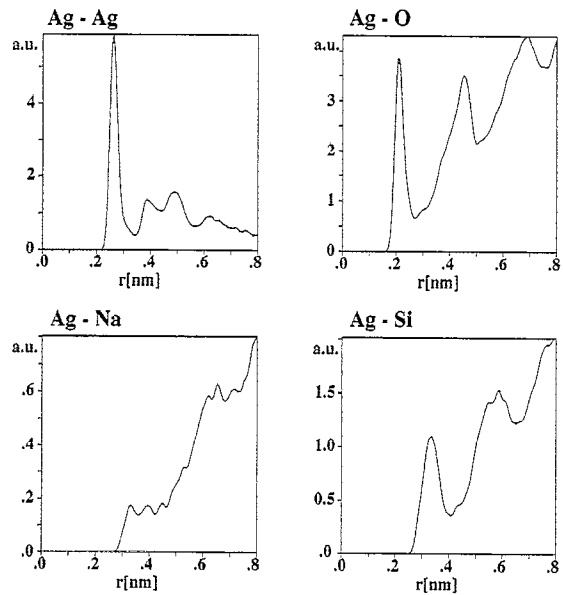 Ag - Ag
a.u.
4
2
0
.0 .2 .4 .6 .8
r[nm]
Ag - O
a.u.
3
2
1
0
.0 .2 .4 .6 .8
r[nm]
Ag - Na
a.u.
.6
.4
.2
.0
.0 .2 .4 .6 .8
r[nm]
Ag - Si
a.u.
1.5
1.0
0.5
.0
.0 .2 .4 .6 .8
r[nm]